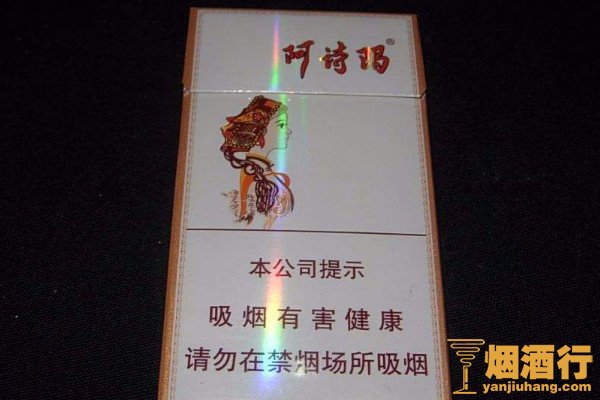 阿诗玛®
本公司提示
吸烟有害健康
请勿在禁烟场所吸烟
烟酒行
yanjiuhang.com